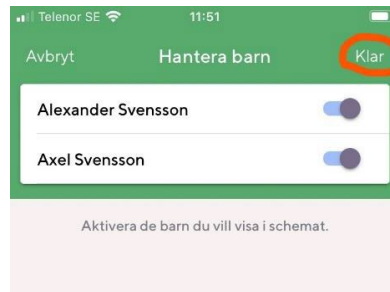 Telenor SE 11:51
Avbryt Hantera barn Klar
Alexander Svensson
Axel Svensson
Aktivera de barn du vill visa i schemat.